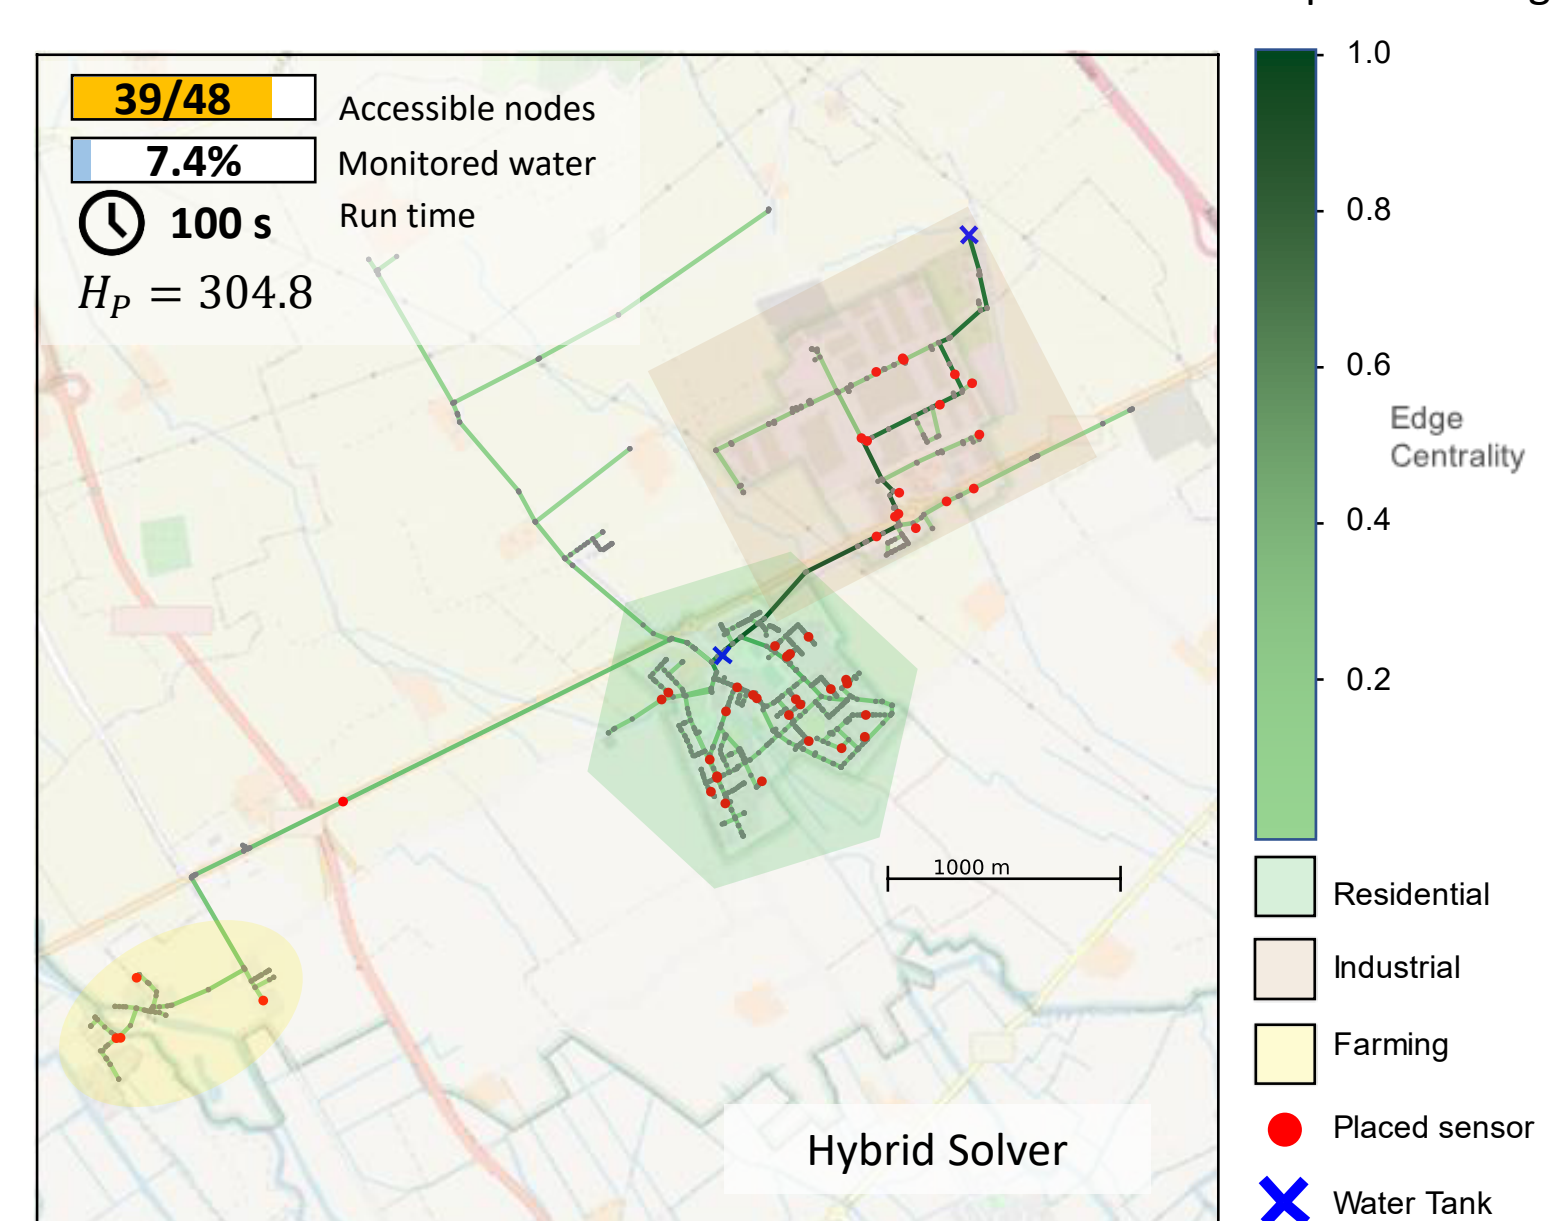 39/48 Accessible nodes
7.4% Monitored water
100 s Run time
H_P = 304.8
1.0
0.8
0.6
Edge
Centrality
0.4
0.2
1000 m
Residential
Industrial
Farming
Hybrid Solver
Placed sensor
Water Tank